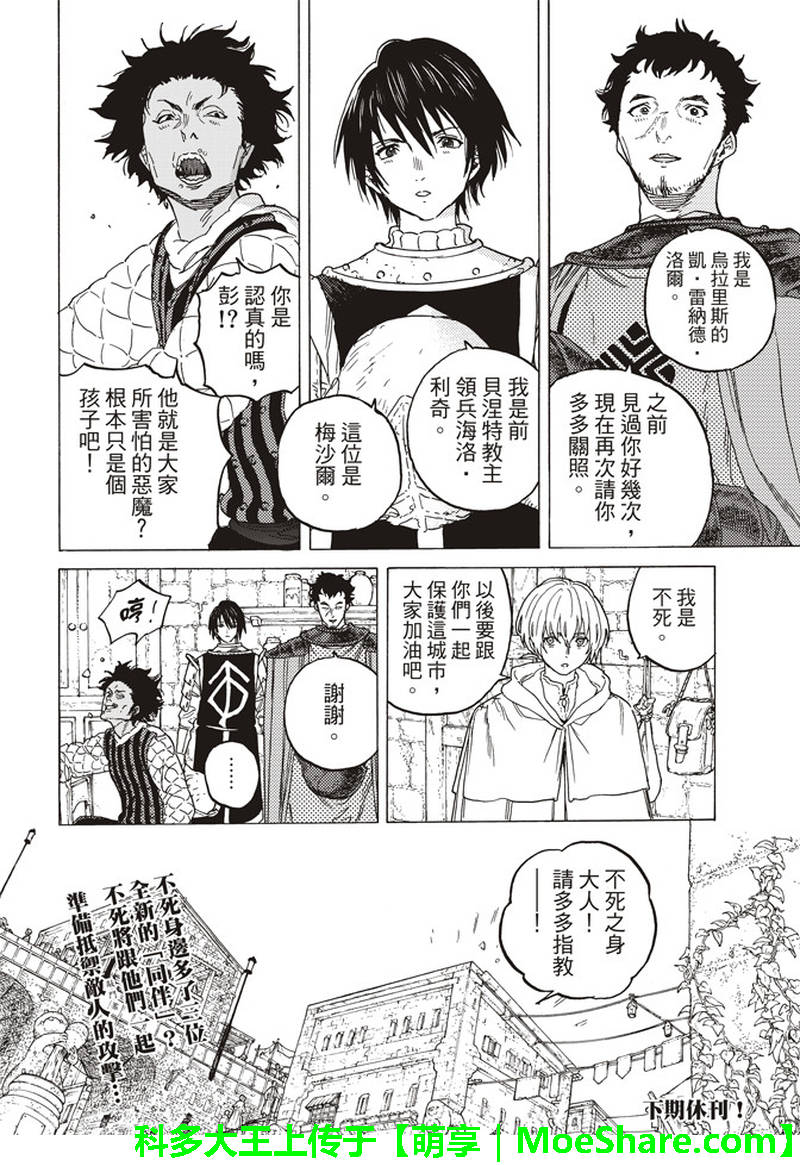 我是
烏拉里斯的
凱．雷納德．
洛爾。
之前
見過你好幾次，
現在再次請你
多多關照。
我是前
貝涅特教主
領兵海洛．
利奇。
這位是
梅沙爾。
你是
認真的嗎，
彭!?
他就是大家
所害怕的惡魔？
根本只是個
孩子吧！
我是
不死。
以後要跟
你們一起
保護這城市，
大家加油吧。
謝謝。
……
哼！
不死之身
大人！
請多多指教
——！
不死身邊多了三位
全新的「同伴」？
不死將跟他們一起
準備抵禦敵人的攻擊…
下期休刊！
科多大王上传于【萌享】MoeShare.com】